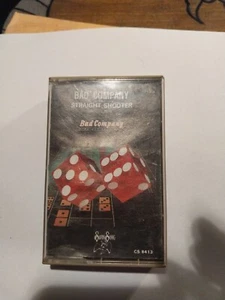 BAD COMPANY
STRAIGHT SHOOTER
Bad Company
CS 8413